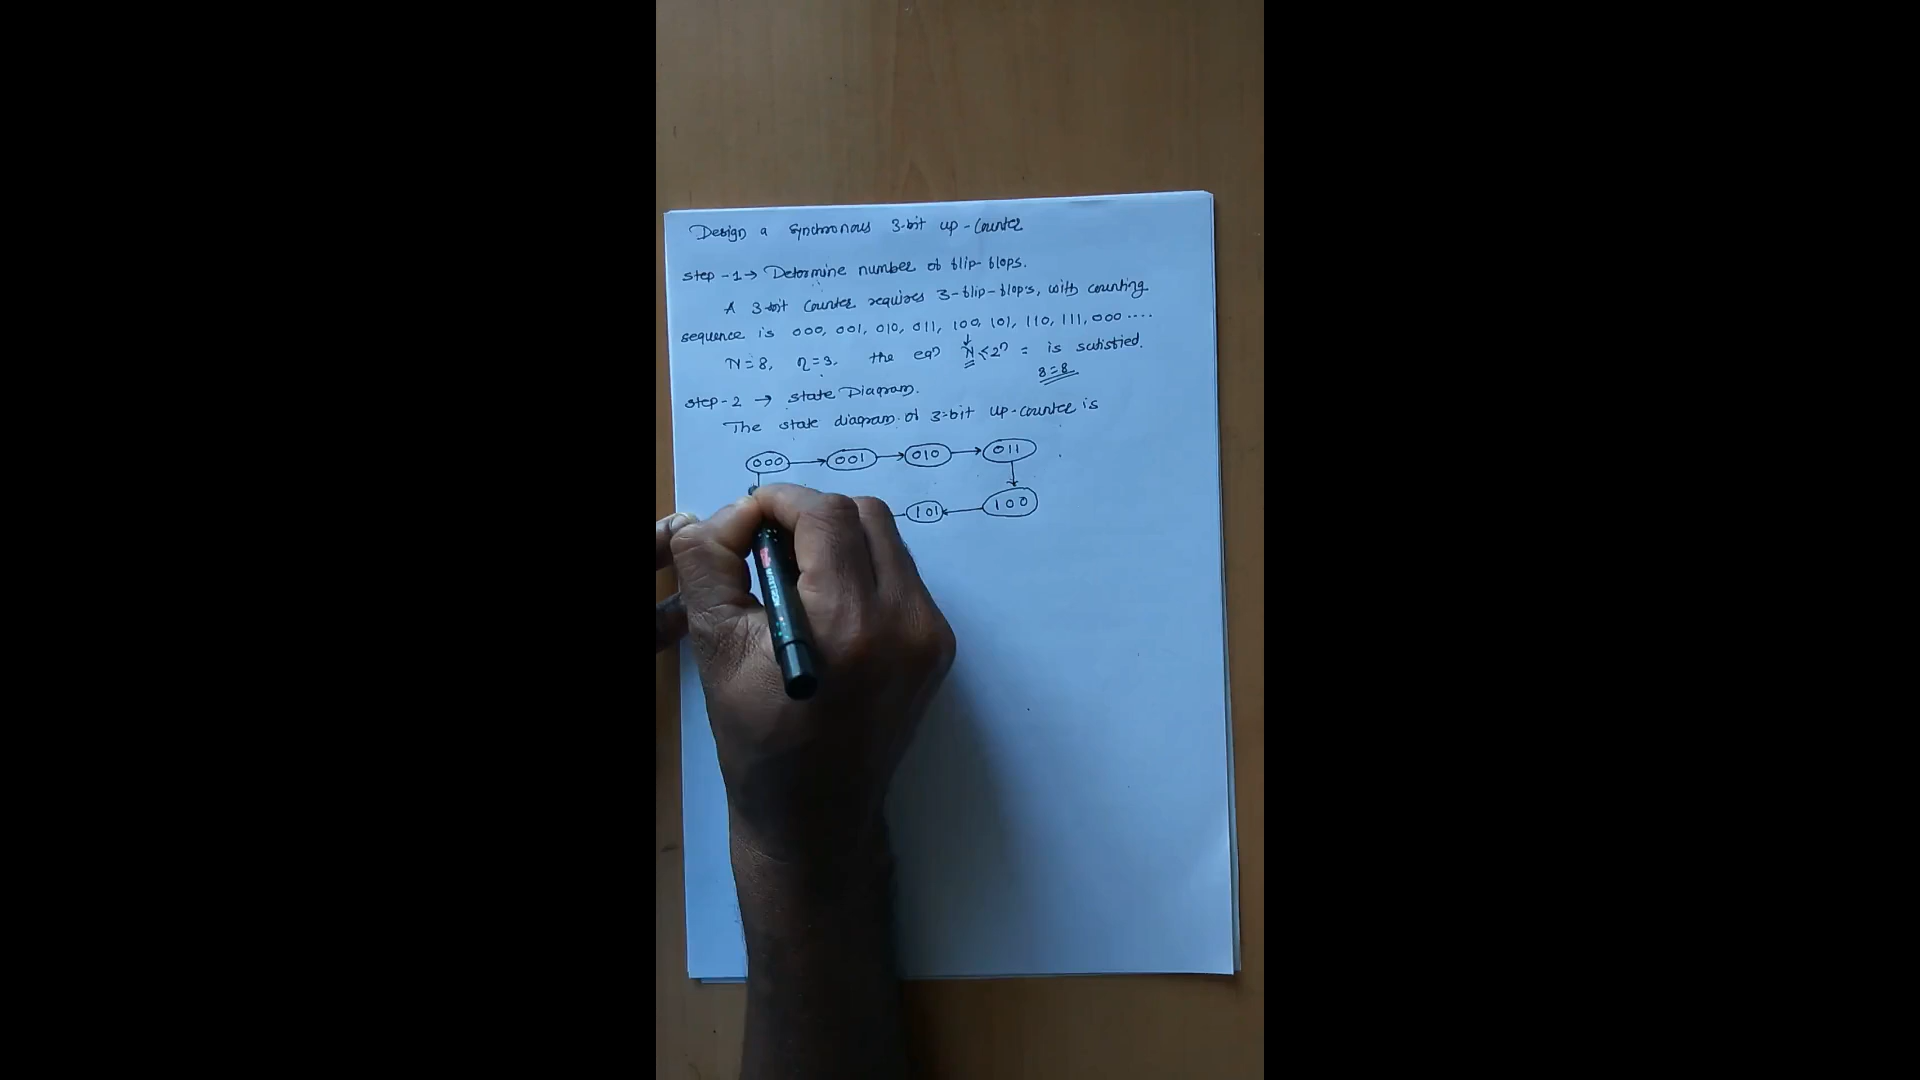 Design a synchronous 3-bit up-counter
step-1→ Determine number of flip-flops.
A 3-bit counter requires 3-flip-flops, with counting
sequence is 000, 001, 010, 011, 100, 101, 110, 111, 000 ....
N=8, n=3, the eqn N≤2ⁿ = is satisfied.
8=8
step-2 → state Diagram.
The state diagram of 3-bit up-counter is
000 → 001 → 010 → 011
101 ← 100